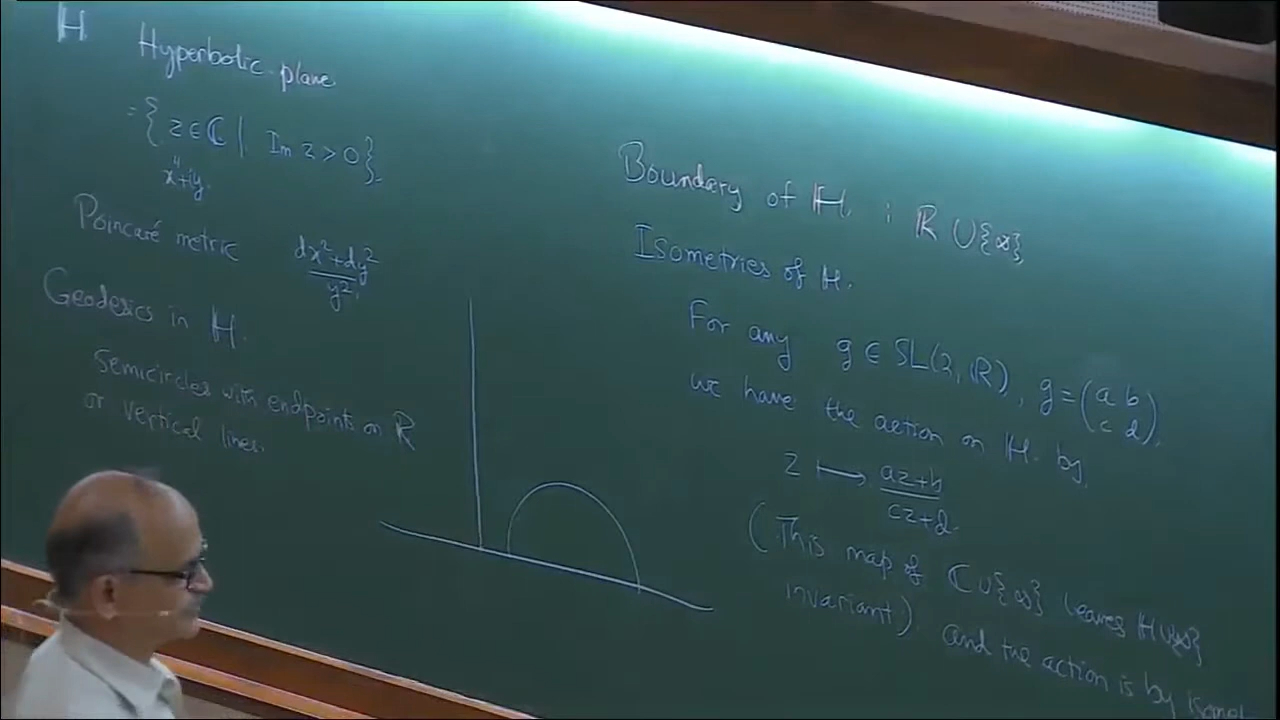 ℍ Hyperbolic plane
= { z ∈ ℂ | Im z > 0 }.
x+iy.
Poincaré metric dx²+dy² / y².
Geodesics in ℍ.
Semicircles with endpoints on ℝ
or vertical lines.
Boundary of ℍ : ℝ ∪ {∞}
Isometries of ℍ.
For any g ∈ SL(2, ℝ), g = (a b c d),
we have the action on ℍ by
z ⟼ az+b / cz+d.
(This map of ℂ ∪ {∞} leaves ℍ ∪ {∞}
invariant) and the action is by